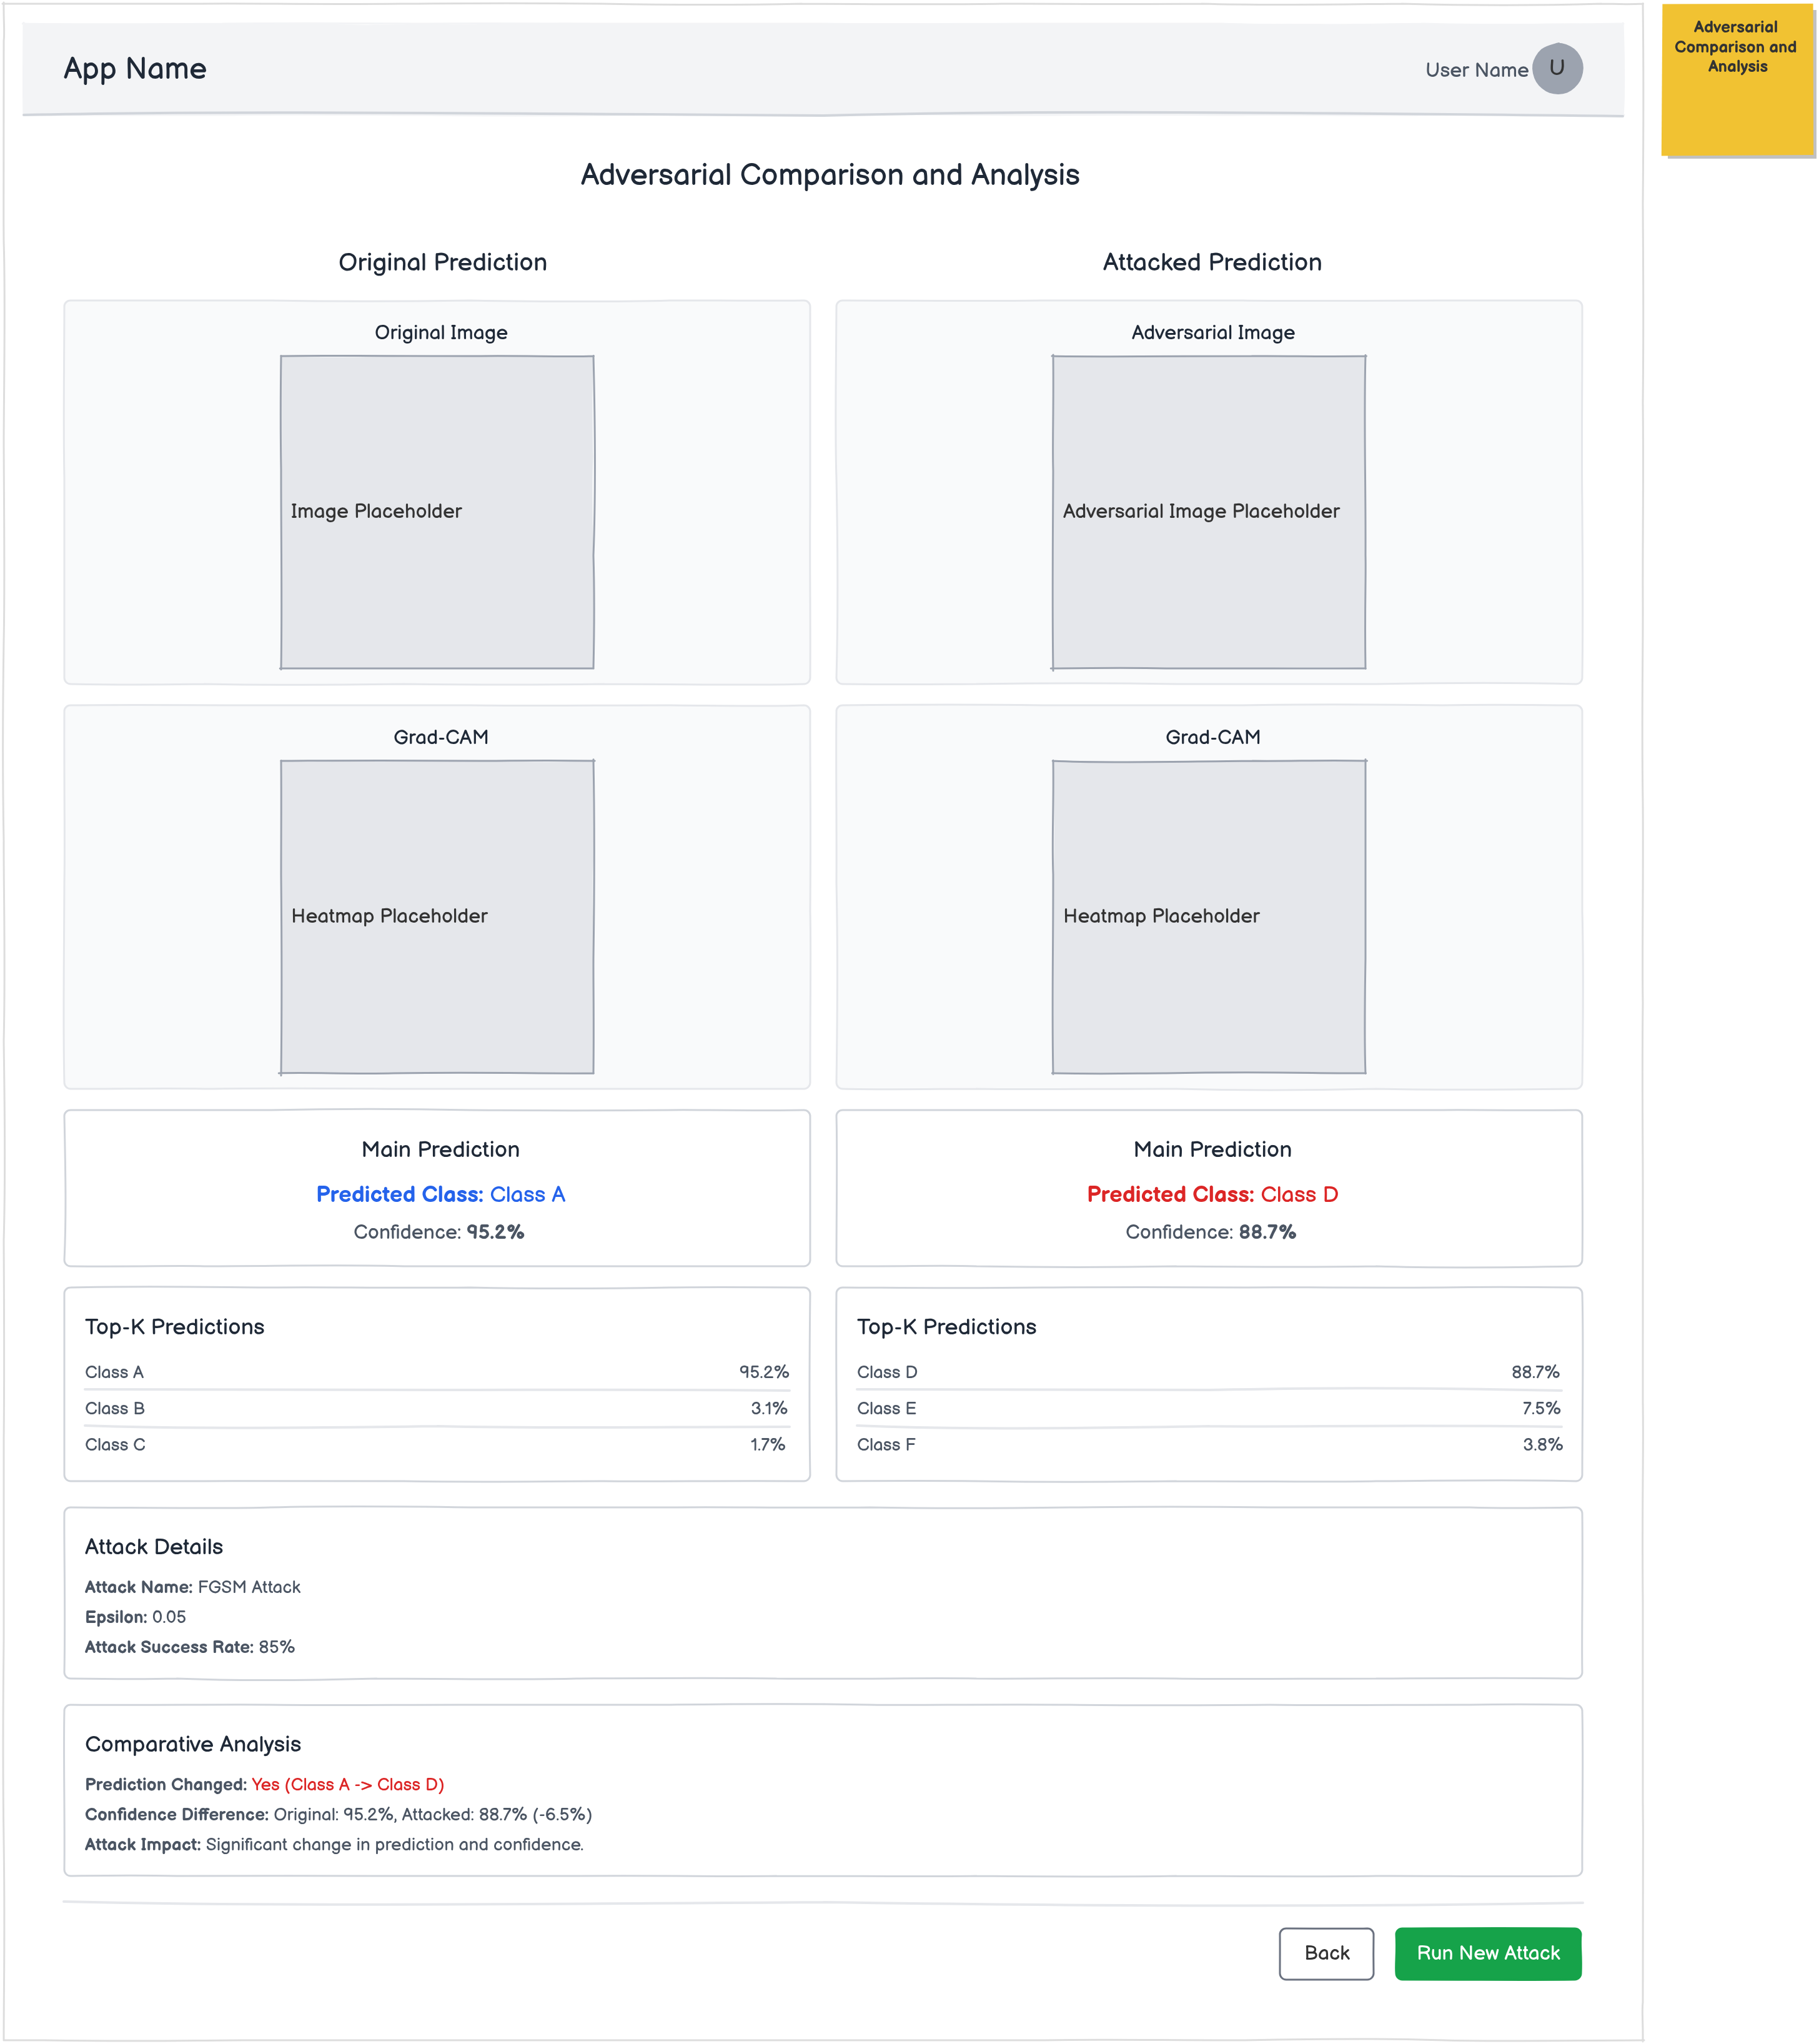 App Name
User Name U
Adversarial
Comparison and
Analysis
Adversarial Comparison and Analysis
Original Prediction
Original Image
Image Placeholder
Grad-CAM
Heatmap Placeholder
Main Prediction
Predicted Class: Class A
Confidence: 95.2%
Top-K Predictions
Class A 95.2%
Class B 3.1%
Class C 1.7%
Attacked Prediction
Adversarial Image
Adversarial Image Placeholder
Grad-CAM
Heatmap Placeholder
Main Prediction
Predicted Class: Class D
Confidence: 88.7%
Top-K Predictions
Class D 88.7%
Class E 7.5%
Class F 3.8%
Attack Details
Attack Name: FGSM Attack
Epsilon: 0.05
Attack Success Rate: 85%
Comparative Analysis
Prediction Changed: Yes (Class A -> Class D)
Confidence Difference: Original: 95.2%, Attacked: 88.7% (-6.5%)
Attack Impact: Significant change in prediction and confidence.
Back
Run New Attack